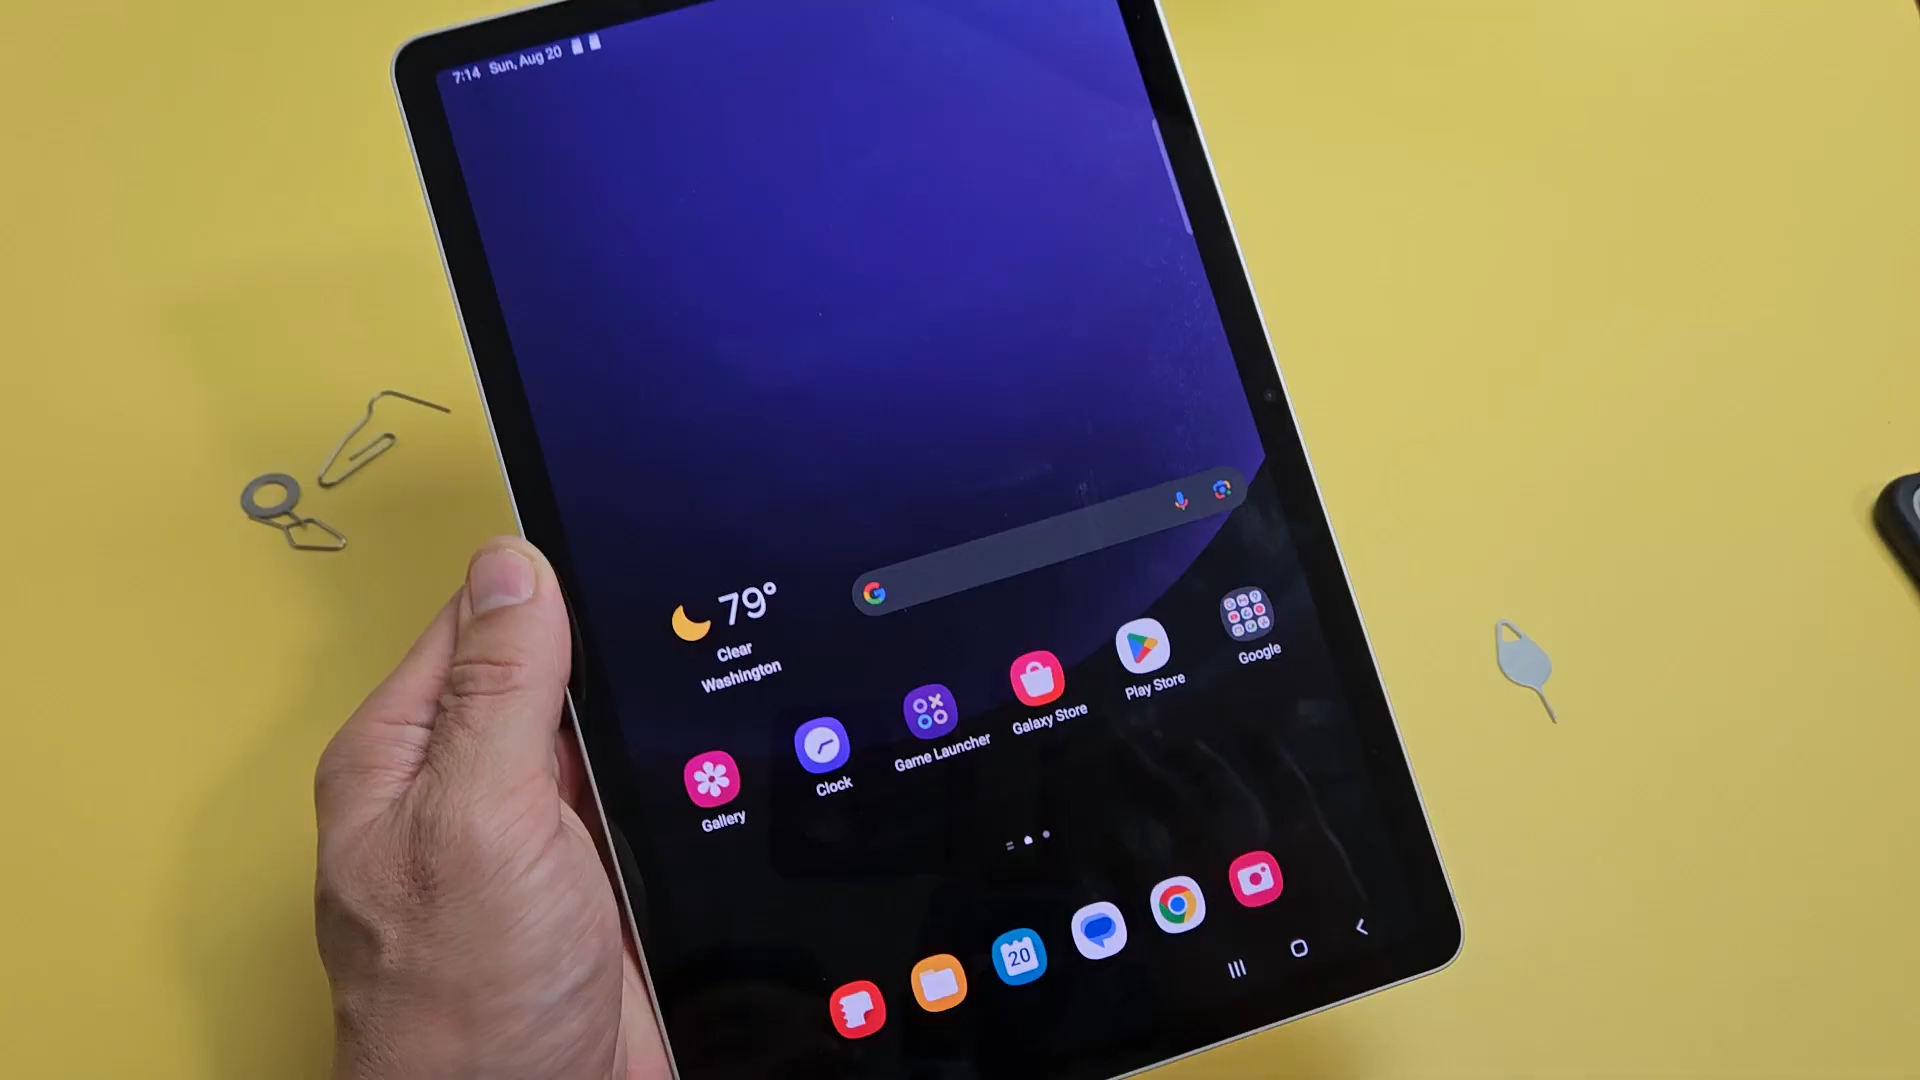 7:14 Sun, Aug 20
79°
Clear
Washington
Gallery
Clock
Game Launcher
Galaxy Store
Play Store
Google
20